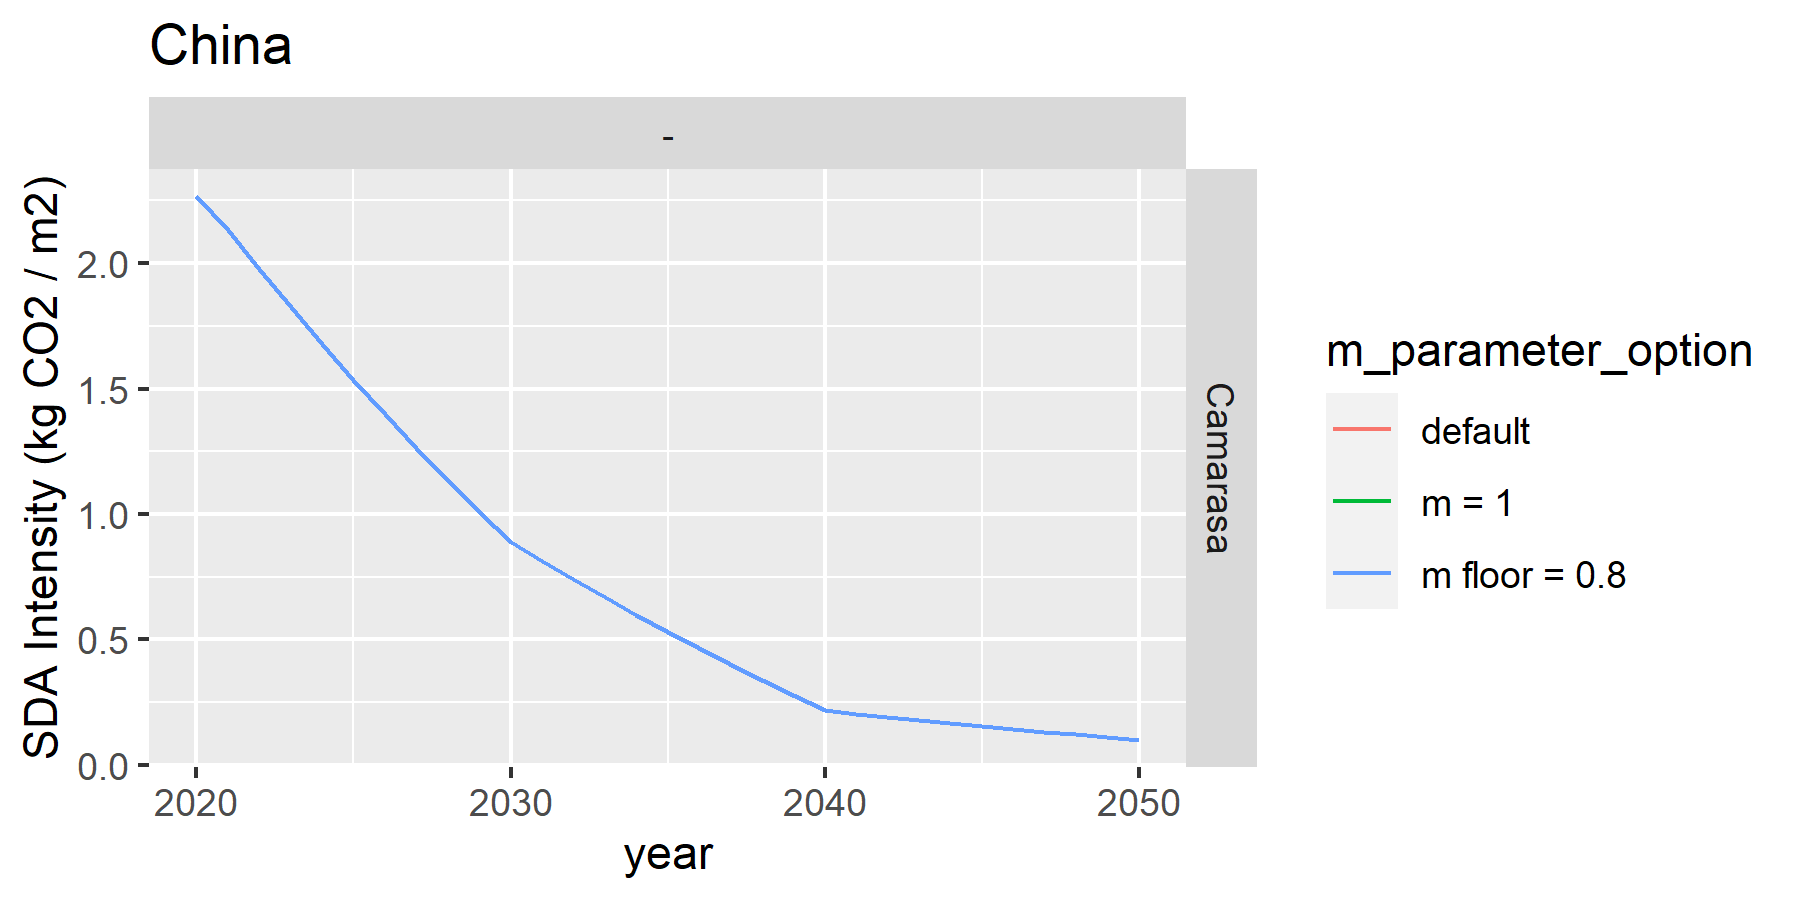 China
-
SDA Intensity (kg CO2 / m2)
2.0
1.5
1.0
0.5
0.0
Camarasa
2020 2030 2040 2050
year
m_parameter_option
default
m = 1
m floor = 0.8